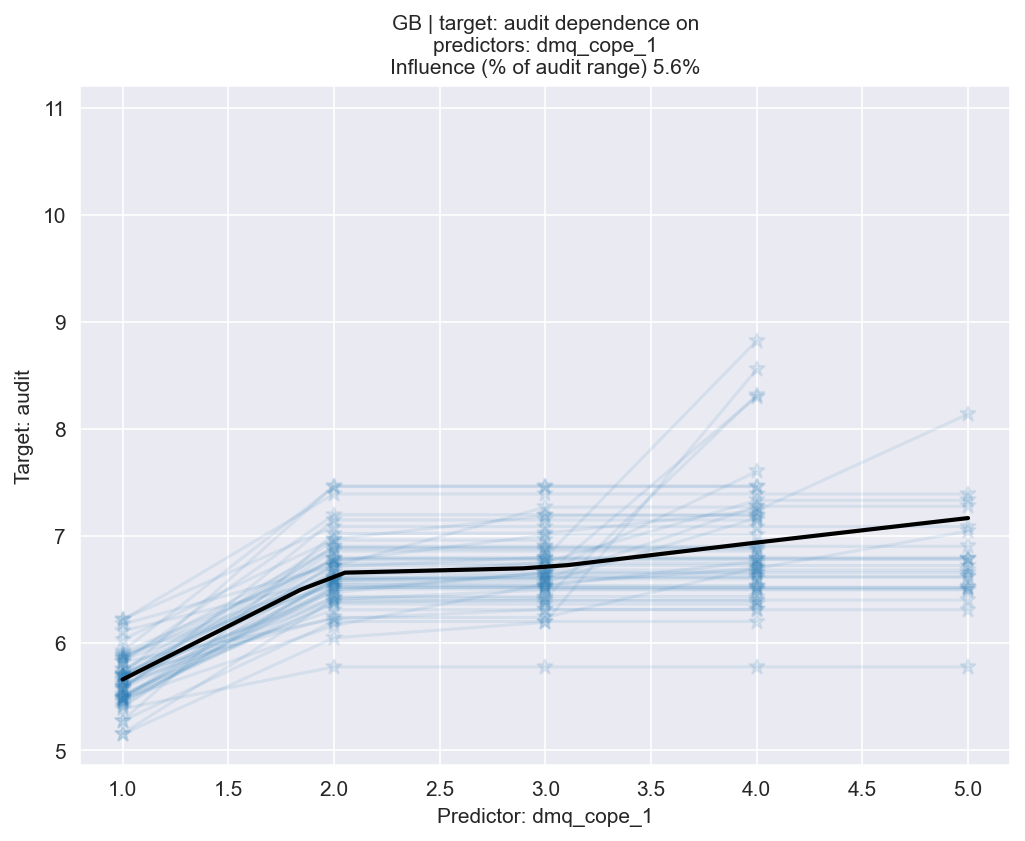 GB | target: audit dependence on
predictors: dmq_cope_1
Influence (% of audit range) 5.6%
11
10
9
8
7
6
5
Target: audit
1.0 1.5 2.0 2.5 3.0 3.5 4.0 4.5 5.0
Predictor: dmq_cope_1